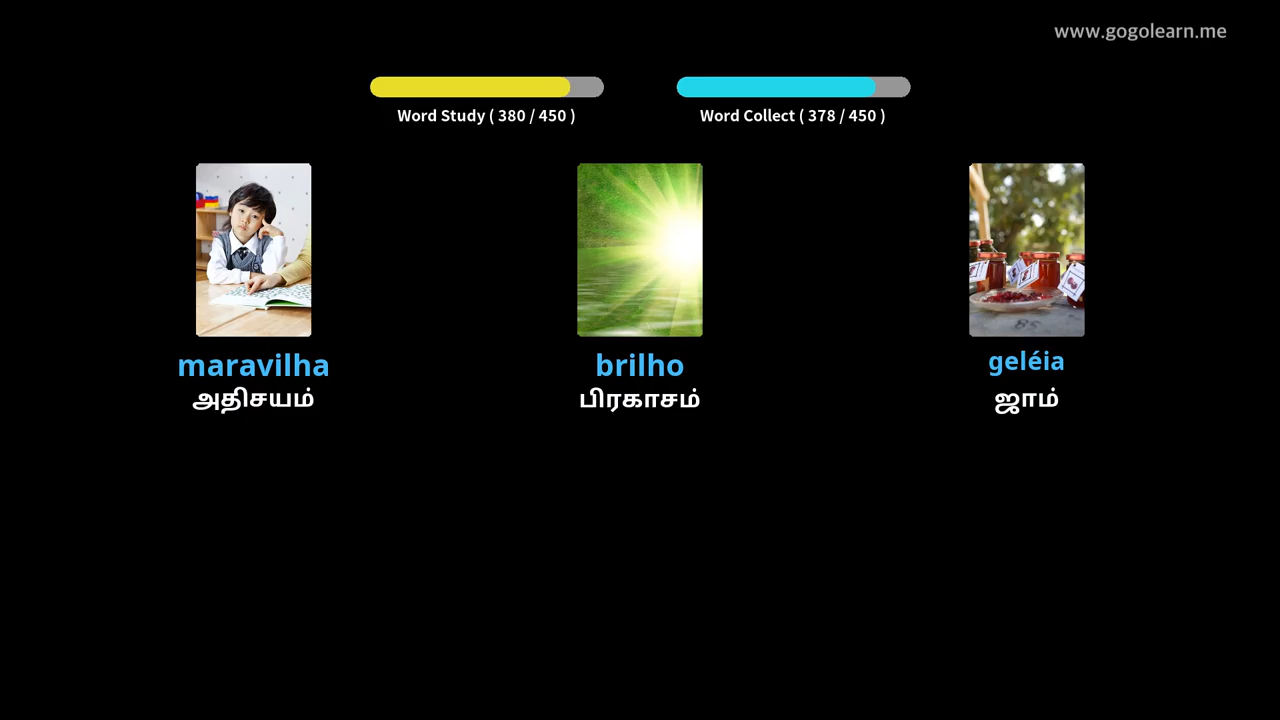 www.gogolearn.me
Word Study ( 380 / 450 )
Word Collect ( 378 / 450 )
maravilha
அதிசயம்
brilho
பிரகாசம்
geléia
ஜாம்